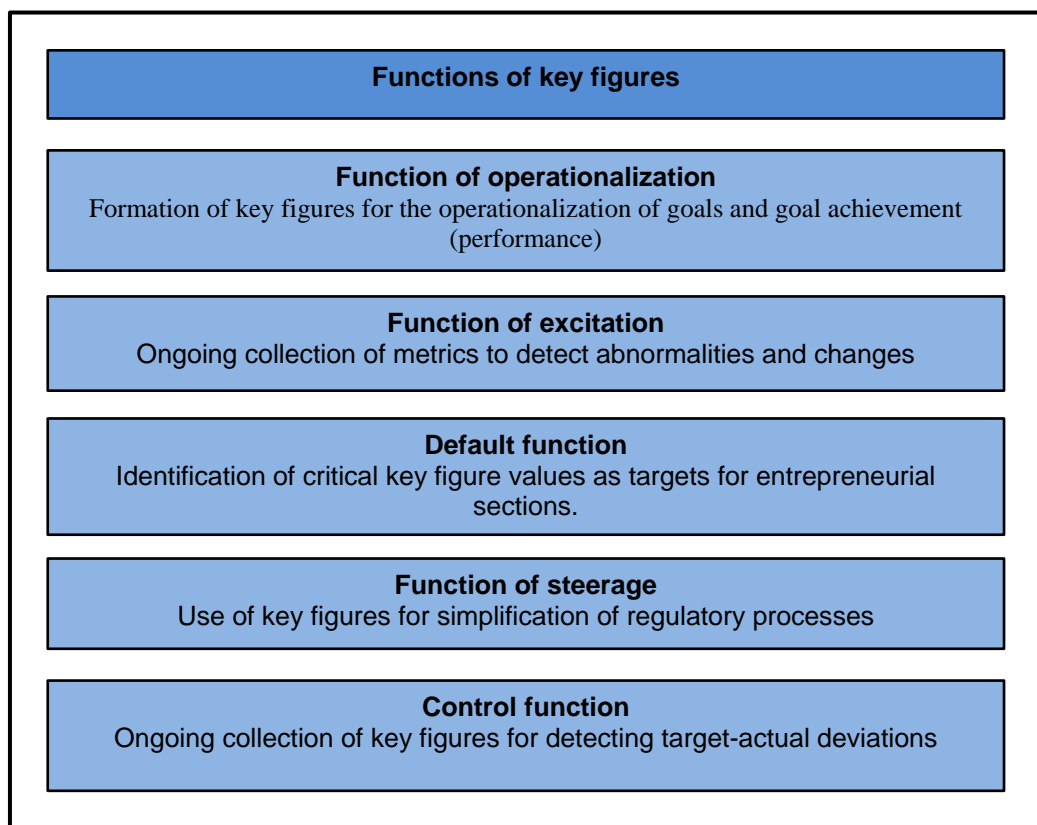 Functions of key figures
Function of operationalization
Formation of key figures for the operationalization of goals and goal achievement
(performance)
Function of excitation
Ongoing collection of metrics to detect abnormalities and changes
Default function
Identification of critical key figure values as targets for entrepreneurial
sections.
Function of steerage
Use of key figures for simplification of regulatory processes
Control function
Ongoing collection of key figures for detecting target-actual deviations